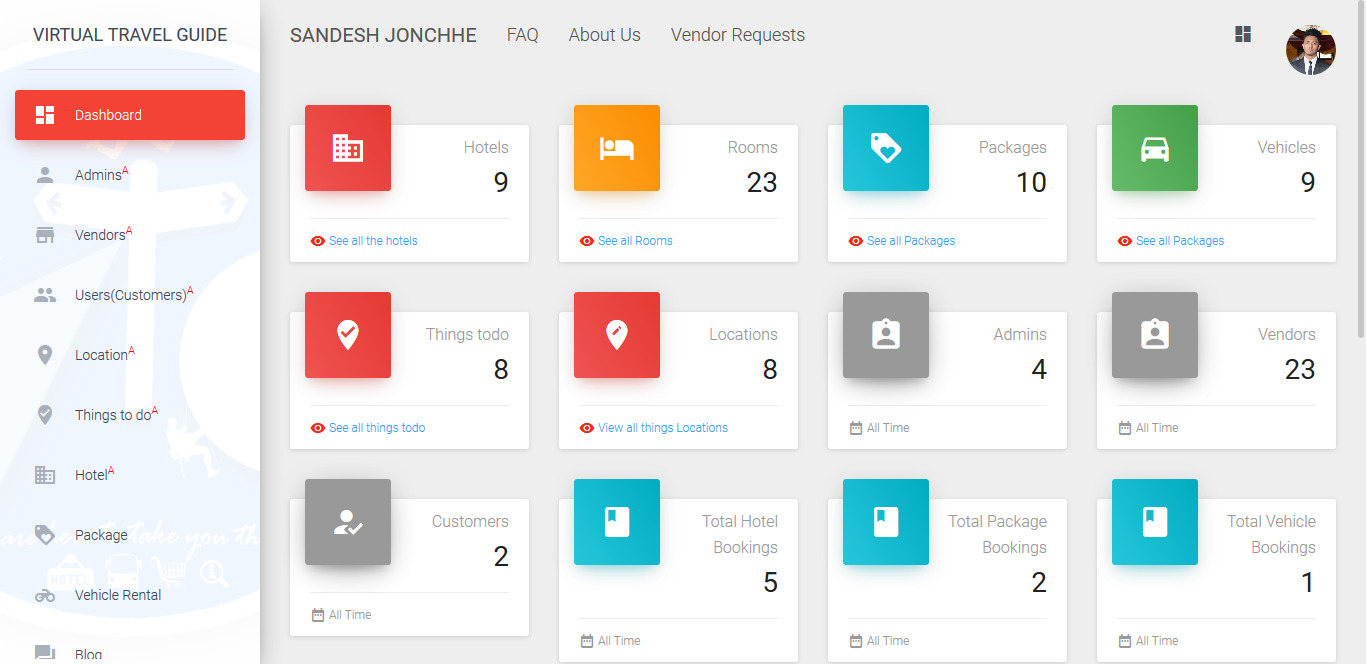 VIRTUAL TRAVEL GUIDE
SANDESH JONCHHE FAQ About Us Vendor Requests
Dashboard
Admins^A
Vendors^A
Users(Customers)^A
Location^A
Things to do^A
Hotel^A
Package
Vehicle Rental
Blog
take you th
HOTEL
Hotels
9
See all the hotels
Rooms
23
See all Rooms
Packages
10
See all Packages
Vehicles
9
See all Packages
Things todo
8
See all things todo
Locations
8
View all things Locations
Admins
4
All Time
Vendors
23
All Time
Customers
2
All Time
Total Hotel
Bookings
5
All Time
Total Package
Bookings
2
All Time
Total Vehicle
Bookings
1
All Time